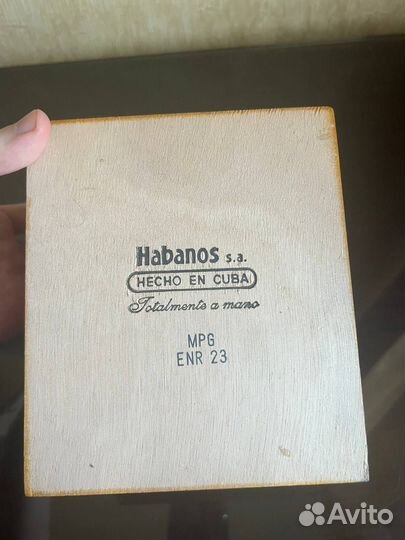 Habanos s.a.
HECHO EN CUBA
Totalmente a mano
MPG
ENR 23
Avito